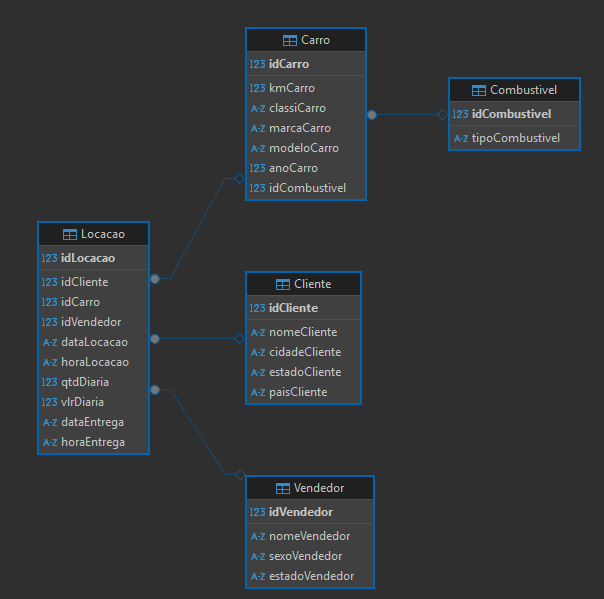 Carro
123 idCarro
123 kmCarro
A-Z classiCarro
A-Z marcaCarro
A-Z modeloCarro
123 anoCarro
123 idCombustivel
Combustivel
123 idCombustivel
A-Z tipoCombustivel
Locacao
123 idLocacao
123 idCliente
123 idCarro
123 idVendedor
A-Z dataLocacao
A-Z horaLocacao
123 qtdDiaria
123 vlrDiaria
A-Z dataEntrega
A-Z horaEntrega
Cliente
123 idCliente
A-Z nomeCliente
A-Z cidadeCliente
A-Z estadoCliente
A-Z paisCliente
Vendedor
123 idVendedor
A-Z nomeVendedor
A-Z sexoVendedor
A-Z estadoVendedor